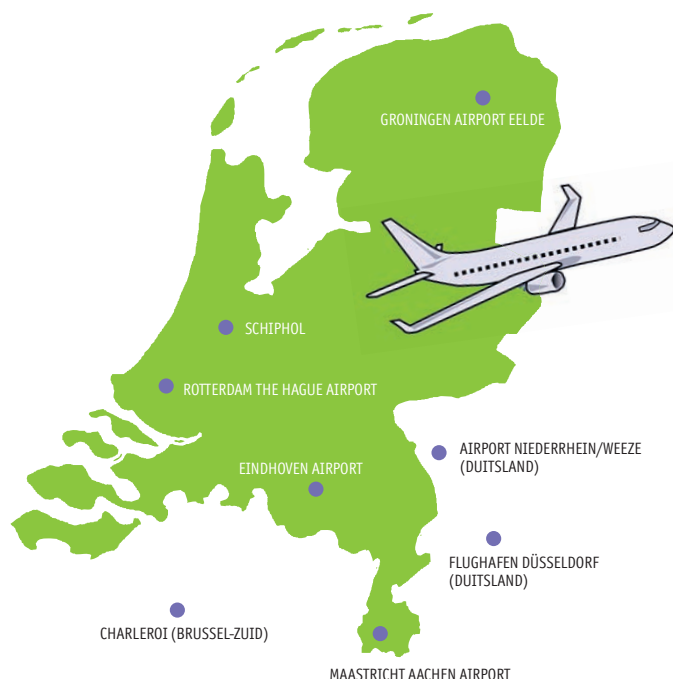 GRONINGEN AIRPORT EELDE
SCHIPHOL
ROTTERDAM THE HAGUE AIRPORT
EINDHOVEN AIRPORT
AIRPORT NIEDERRHEIN/WEEZE
(DUITSLAND)
FLUGHAFEN DÜSSELDORF
(DUITSLAND)
CHARLEROI (BRUSSEL-ZUID)
MAASTRICHT AACHEN AIRPORT